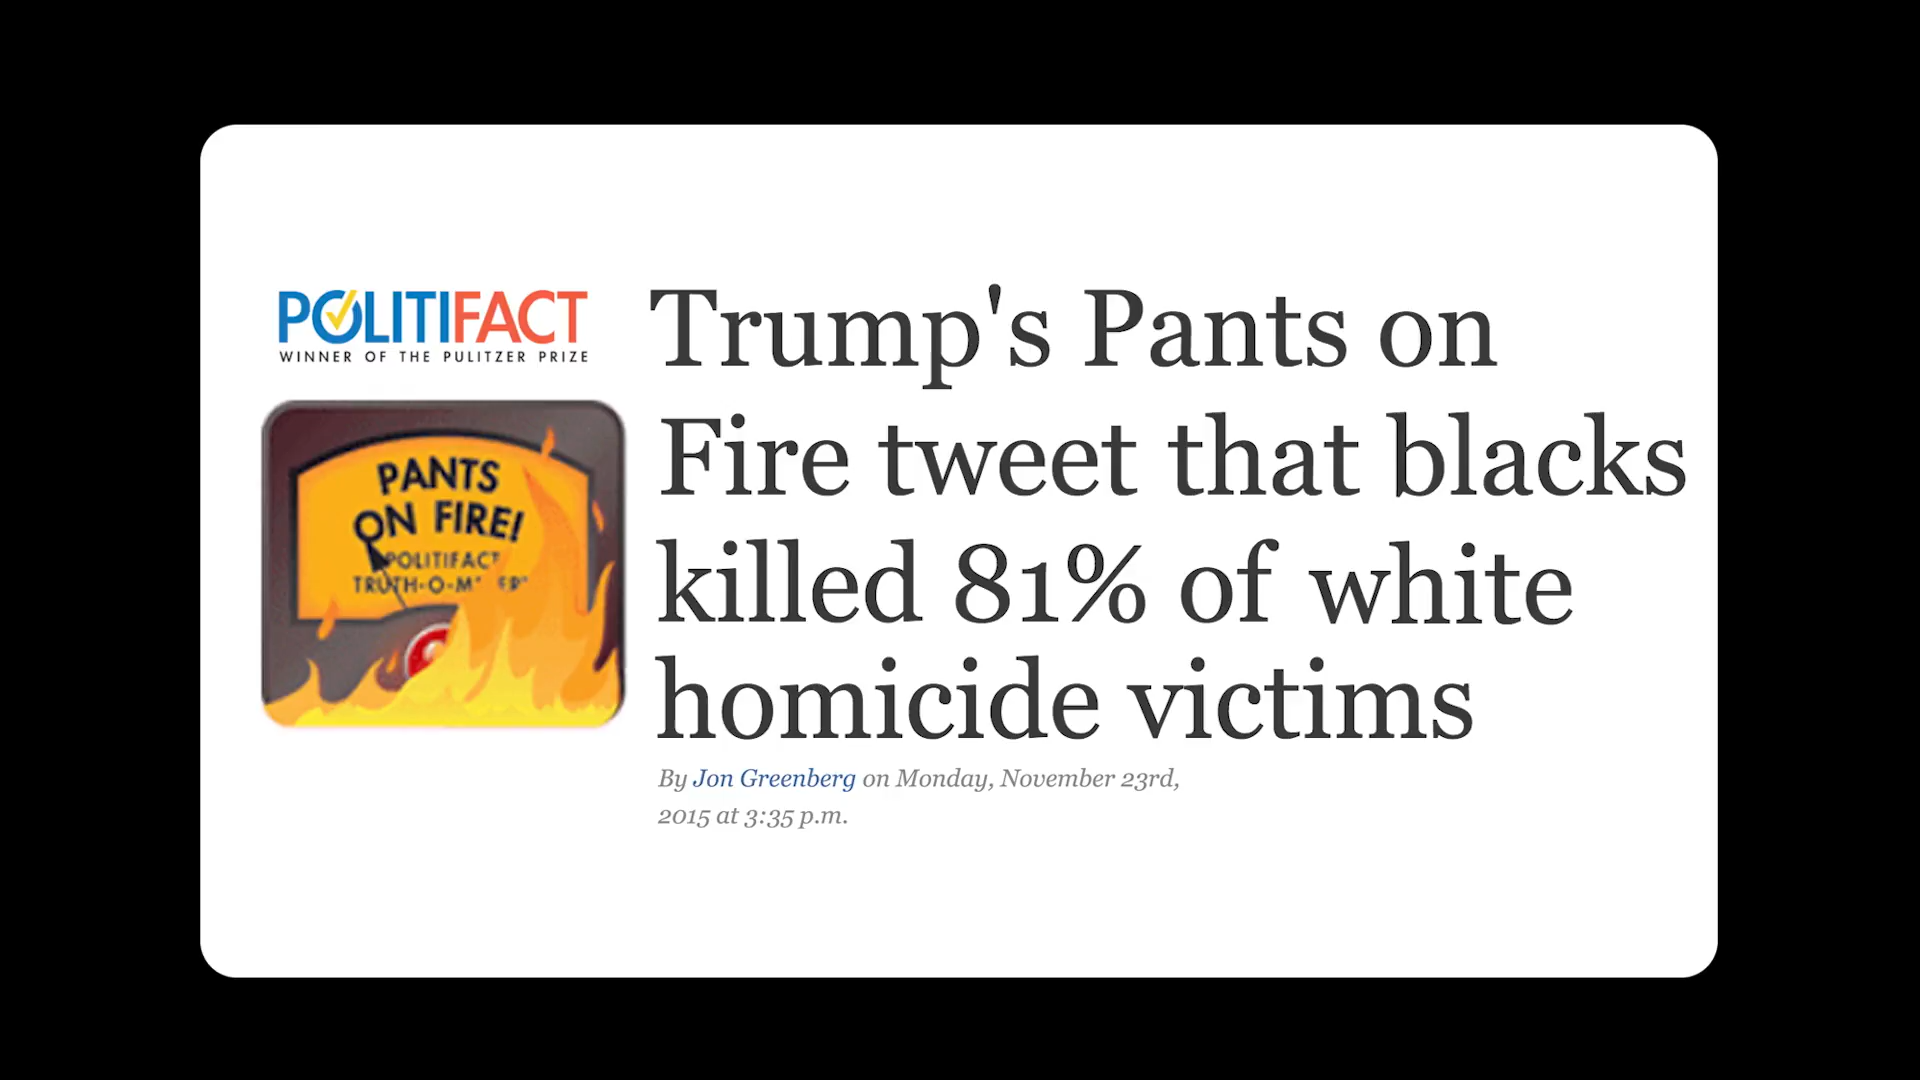 POLITIFACT
WINNER OF THE PULITZER PRIZE
PANTS
ON FIRE!
POLITIFACT
Trump's Pants on
Fire tweet that blacks
killed 81% of white
homicide victims
By Jon Greenberg on Monday, November 23rd,
2015 at 3:35 p.m.